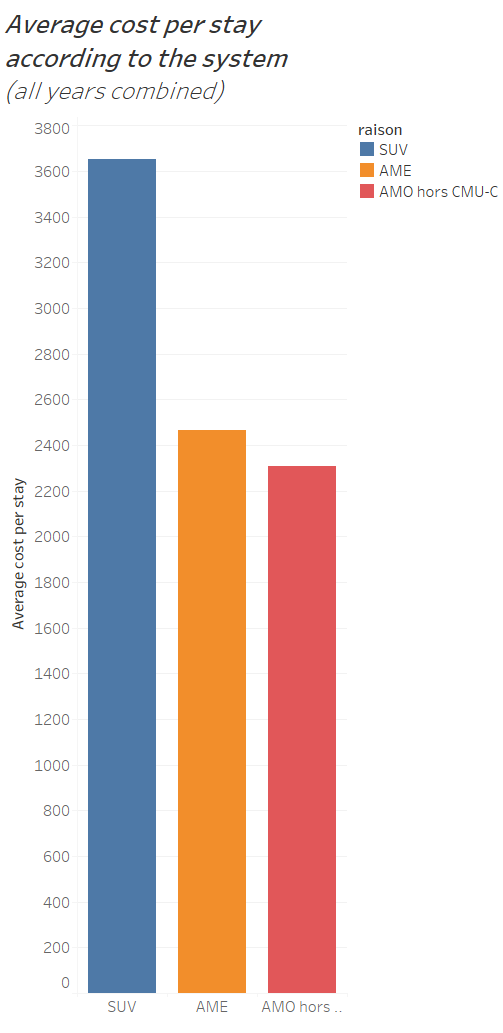 Average cost per stay
according to the system
(all years combined)
raison
SUV
AME
AMO hors CMU-C
3800
3600
3400
3200
3000
2800
2600
2400
2200
2000
1800
1600
1400
1200
1000
800
600
400
200
0
Average cost per stay
SUV
AME
AMO hors ..